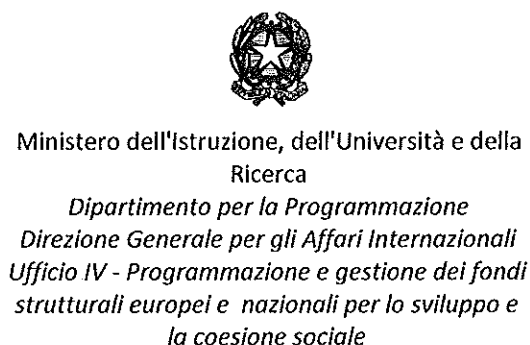 Ministero dell'Istruzione, dell'Università e della
Ricerca
Dipartimento per la Programmazione
Direzione Generale per gli Affari Internazionali
Ufficio IV - Programmazione e gestione dei fondi
strutturali europei e nazionali per lo sviluppo e
la coesione sociale